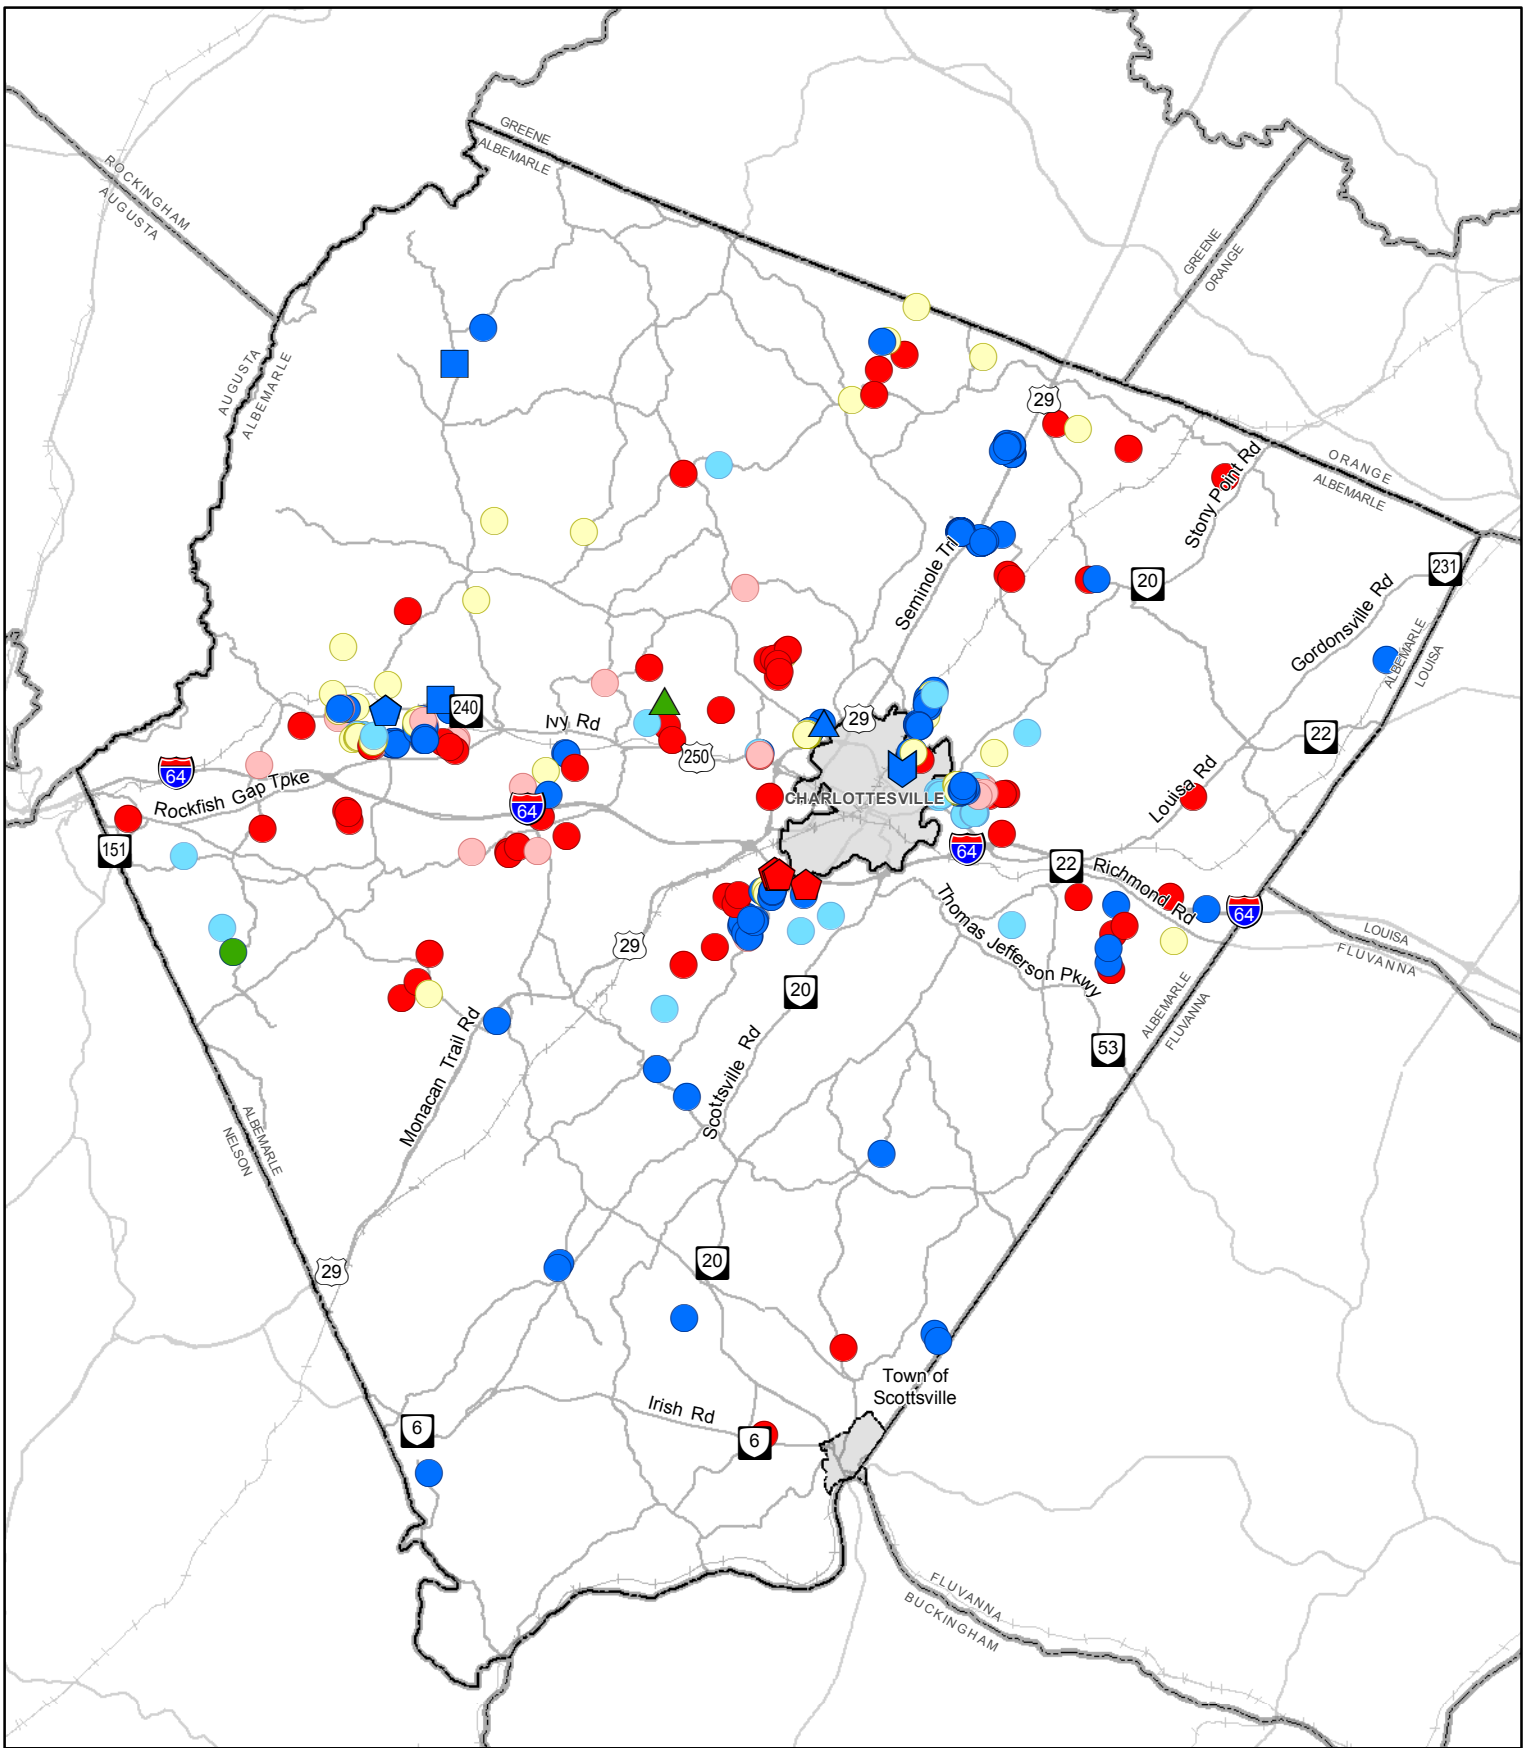 GREENE
ALBEMARLE
ROCKINGHAM
AUGUSTA
GREENE
ORANGE
AUGUSTA
ALBEMARLE
29
ORANGE
ALBEMARLE
Stony Point Rd
Seminole Trl
20
231
Gordonsville Rd
ALBEMARLE
LOUISA
240
Ivy Rd
29
250
22
64
Rockfish Gap Tpke
64
CHARLOTTESVILLE
Louisa Rd
151
64
22
Richmond Rd
64
Thomas Jefferson Pkwy
29
LOUISA
FLUVANNA
20
ALBEMARLE
FLUVANNA
53
Monacan Trail Rd
Scottsville Rd
ALBEMARLE
NELSON
20
29
Town of
Scottsville
Irish Rd
6
6
FLUVANNA
BUCKINGHAM